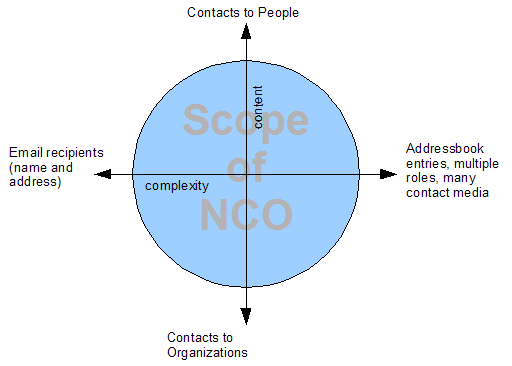 Contacts to People
content
Scope
of
NCO
Email recipients
(name and
address)
complexity
Addressbook
entries, multiple
roles, many
contact media
Contacts to
Organizations